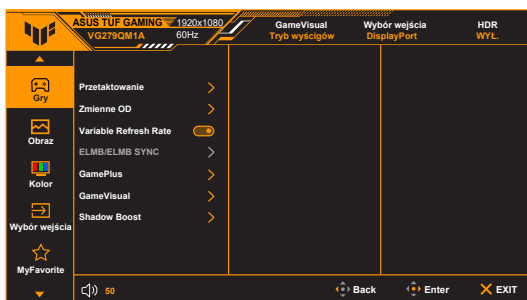 ASUS TUF GAMING 1920x1080 GameVisual Wybór wejścia HDR
VG279QM1A 60Hz Tryb wyścigów DisplayPort WYŁ.
Gry
Przetaktowanie
Zmienne OD
Obraz
Variable Refresh Rate
ELMB/ELMB SYNC
Kolor
GamePlus
GameVisual
Wybór wejścia
Shadow Boost
MyFavorite
50 Back Enter EXIT